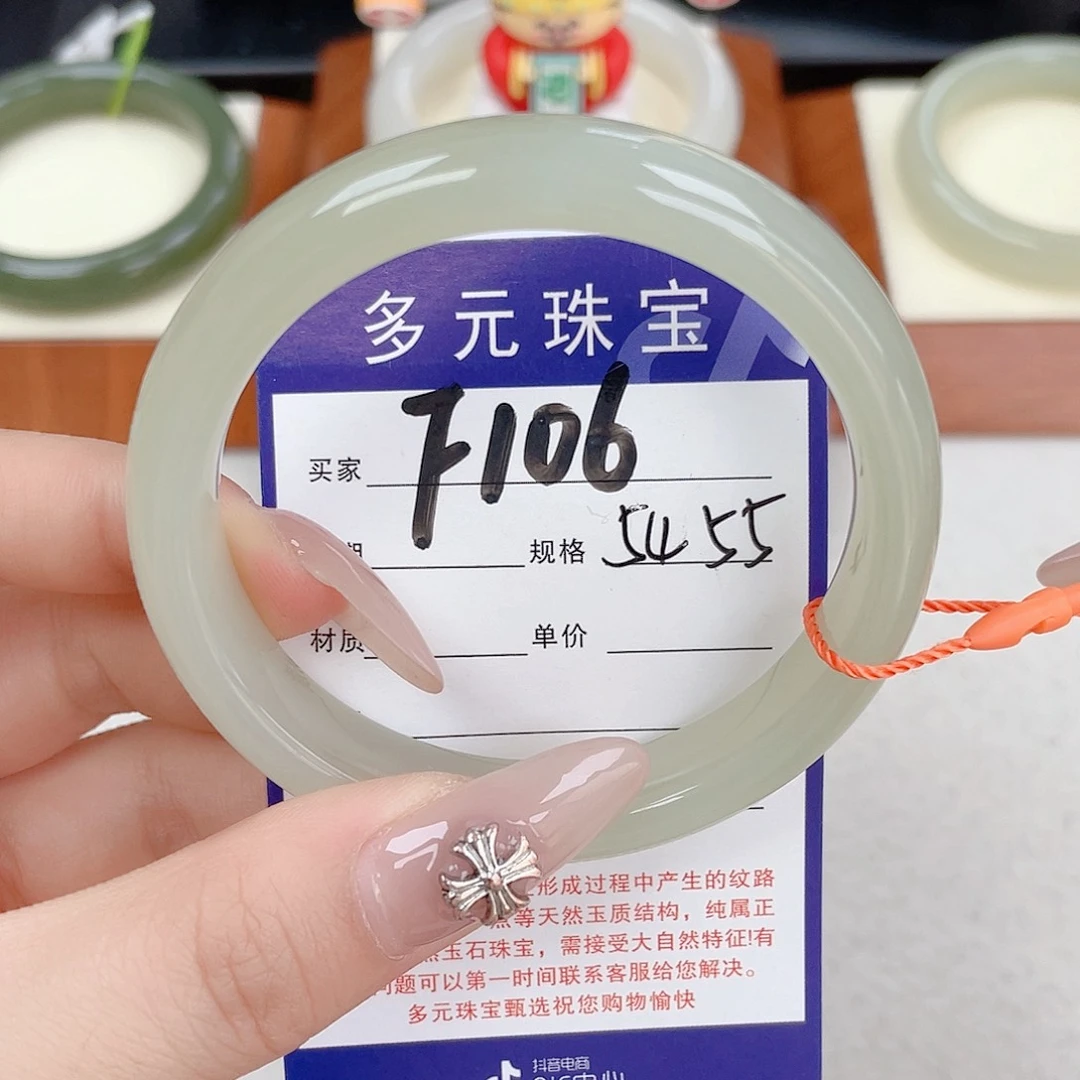 多元珠宝
买家 F106
期 规格 54 55
材质 单价
形成过程中产生的纹路
等天然玉质结构，纯属正
然玉石珠宝，需接受大自然特征!有
问题可以第一时间联系客服给您解决。
多元珠宝甄选祝您购物愉快
抖音电商